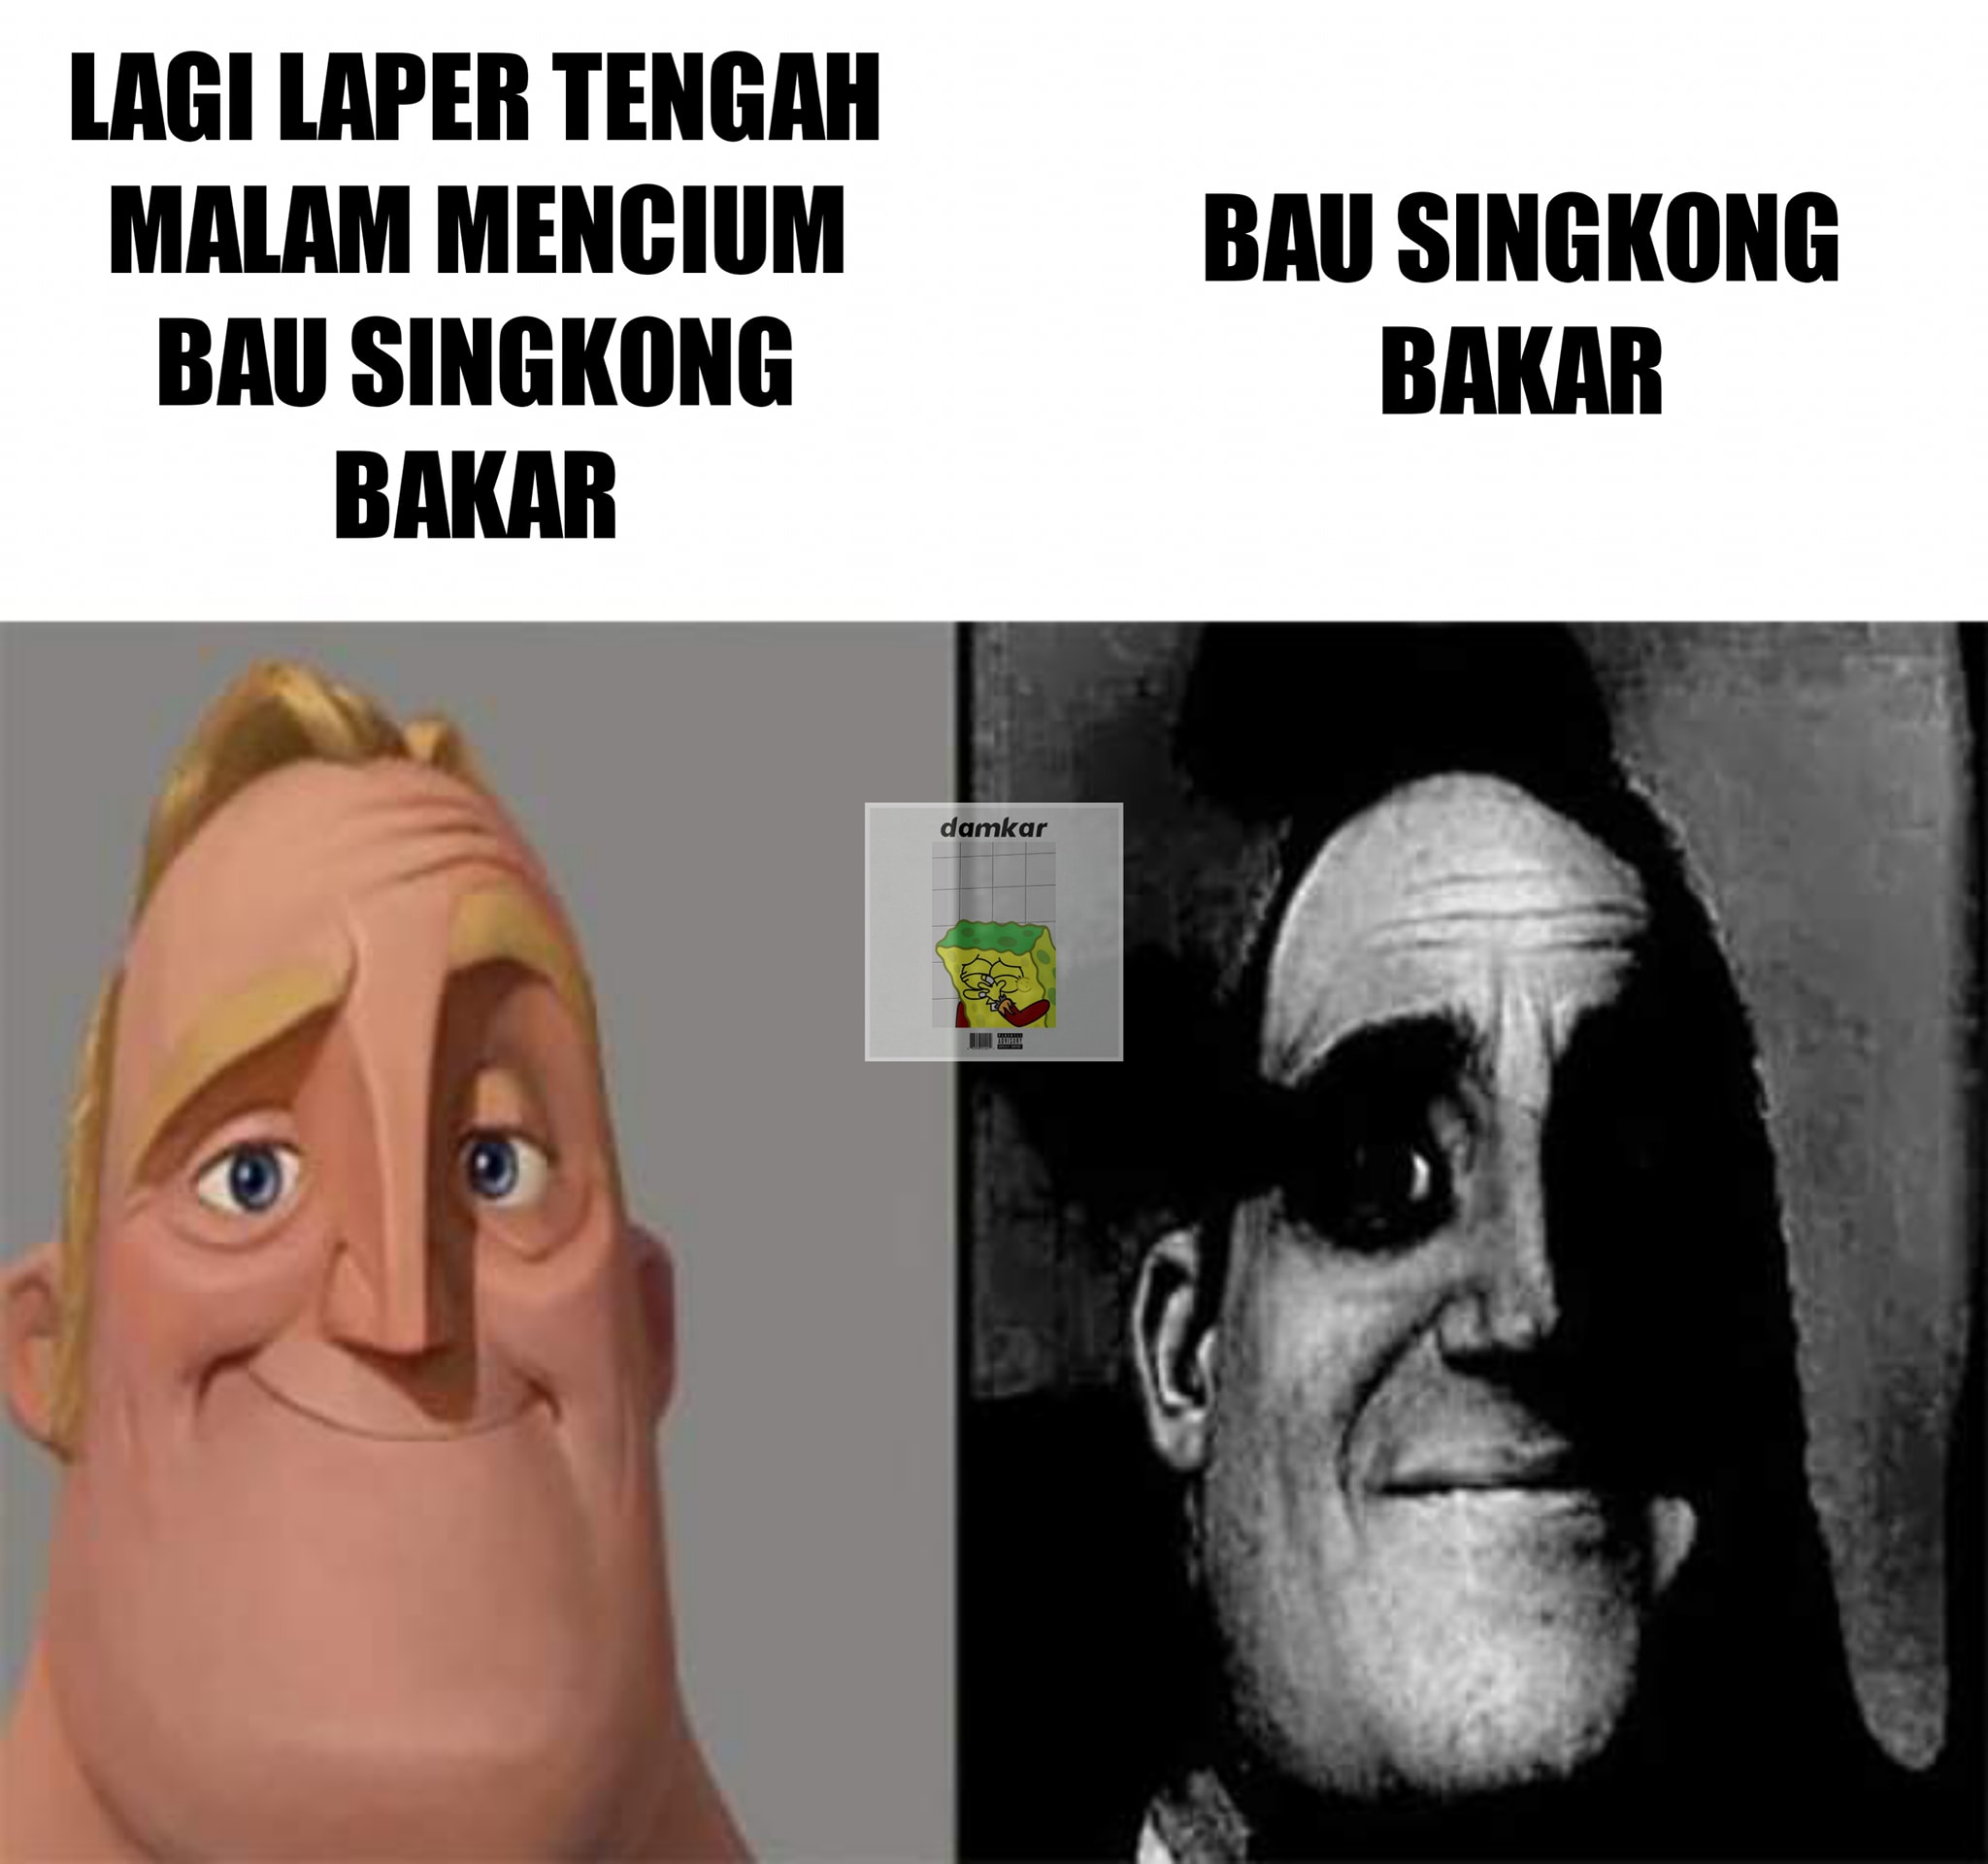 LAGI LAPER TENGAH
MALAM MENCIUM
BAU SINGKONG
BAKAR
BAU SINGKONG
BAKAR
damkar